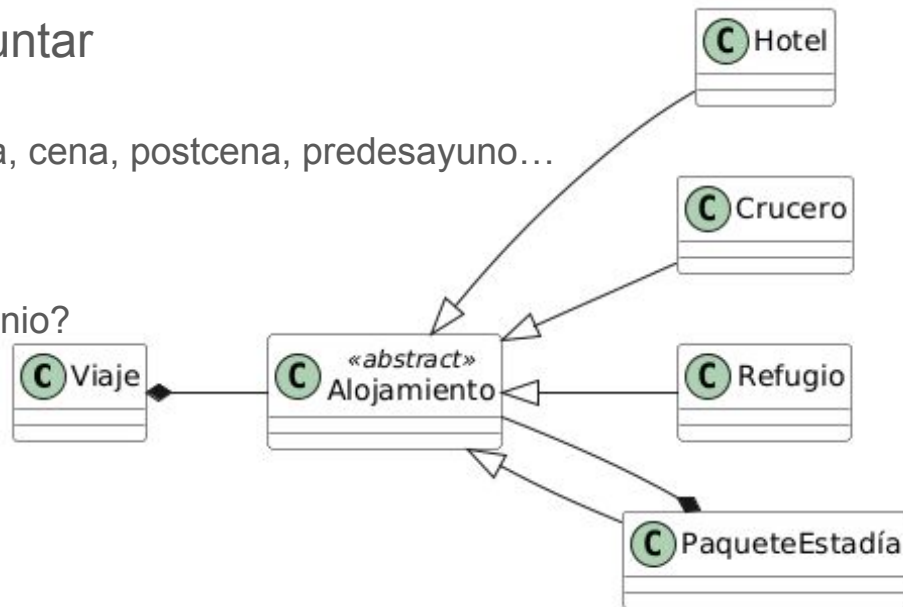 untar
a, cena, postcena, predesayuno…
nio?
C Hotel
C Crucero
C Viaje
C «abstract»
Alojamiento
C Refugio
C PaqueteEstadía